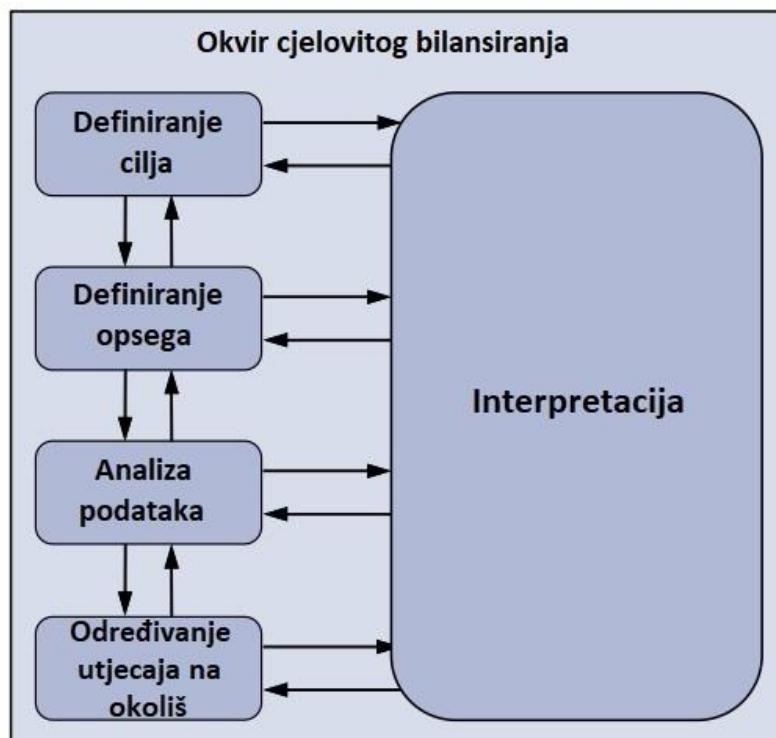 Okvir cjelovitog bilansiranja
Definiranje
cilja
Definiranje
opsega
Analiza
podataka
Određivanje
utjecaja na
okoliš
Interpretacija